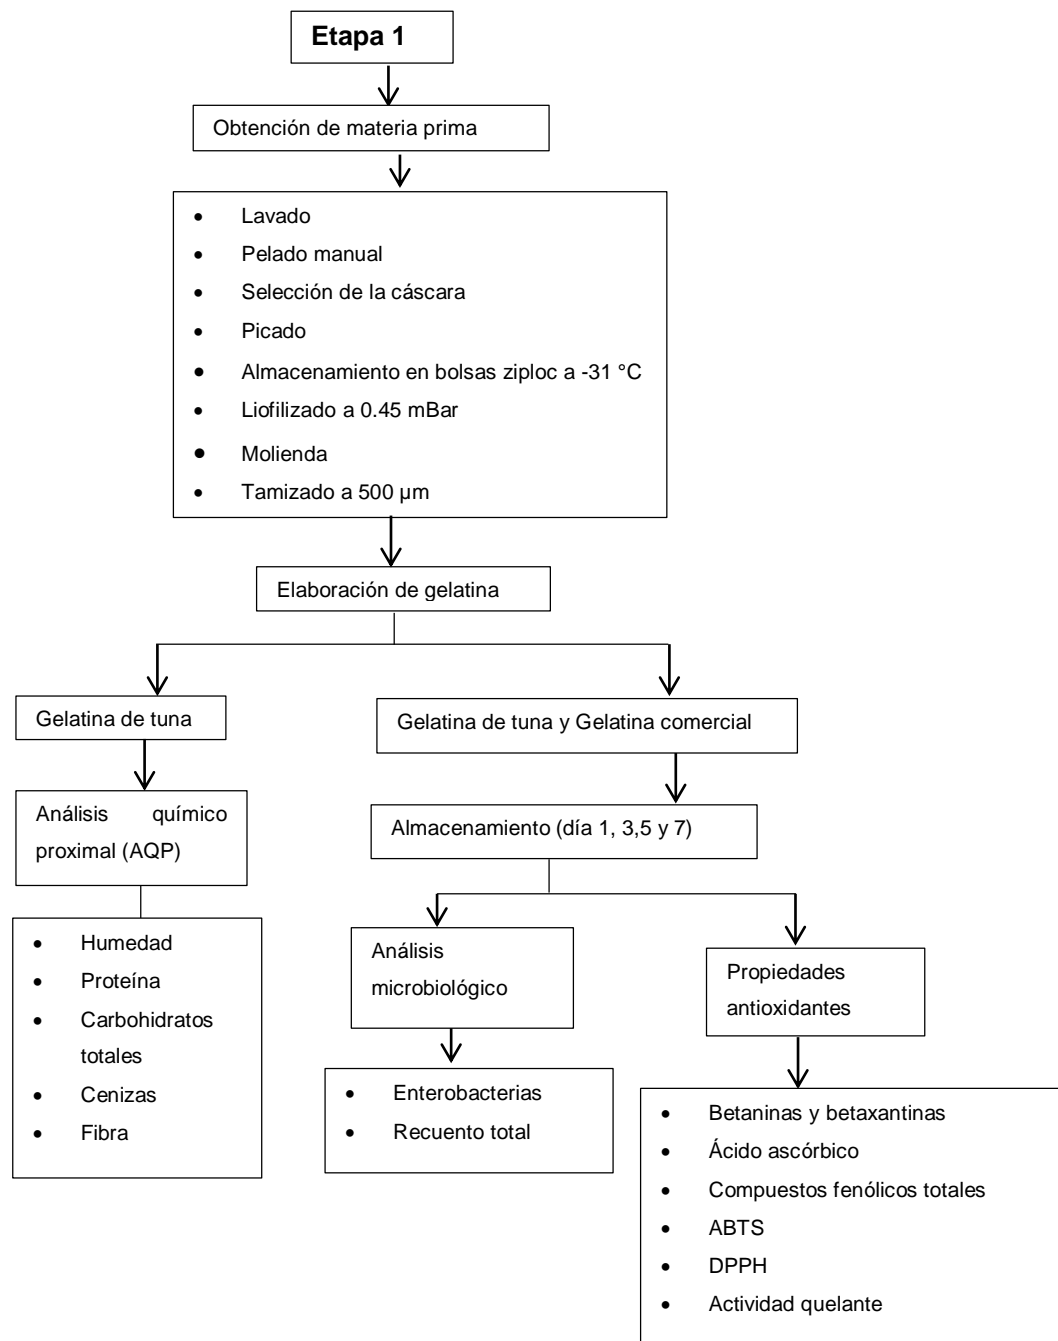 Etapa 1
Obtención de materia prima
• Lavado
• Pelado manual
• Selección de la cáscara
• Picado
• Almacenamiento en bolsas ziploc a -31 °C
• Liofilizado a 0.45 mBar
• Molienda
• Tamizado a 500 µm
Elaboración de gelatina
Gelatina de tuna
Gelatina de tuna y Gelatina comercial
Análisis químico
proximal (AQP)
Almacenamiento (día 1, 3,5 y 7)
• Humedad
• Proteína
• Carbohidratos
totales
• Cenizas
• Fibra
Análisis
microbiológico
Propiedades
antioxidantes
• Enterobacterias
• Recuento total
• Betaninas y betaxantinas
• Ácido ascórbico
• Compuestos fenólicos totales
• ABTS
• DPPH
• Actividad quelante